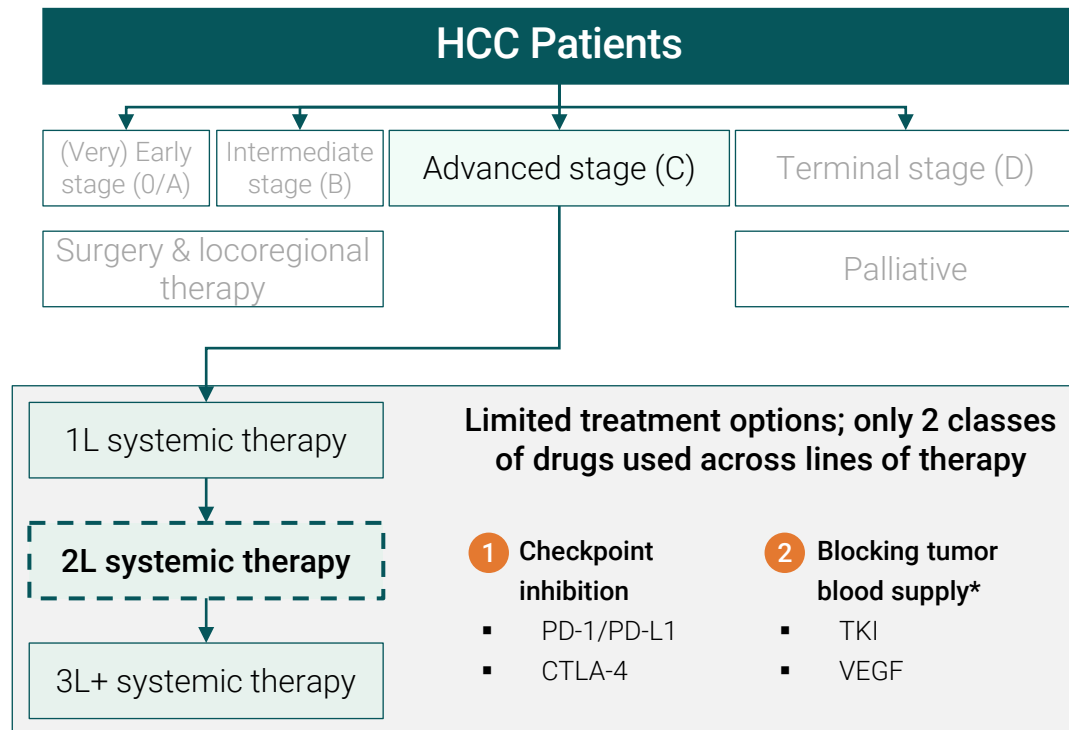 HCC Patients
(Very) Early
stage (0/A)
Intermediate
stage (B)
Advanced stage (C)
Terminal stage (D)
Surgery & locoregional
therapy
Palliative
1L systemic therapy
2L systemic therapy
3L+ systemic therapy
Limited treatment options; only 2 classes
of drugs used across lines of therapy
1 Checkpoint
inhibition
▪ PD-1/PD-L1
▪ CTLA-4
2 Blocking tumor
blood supply*
▪ TKI
▪ VEGF